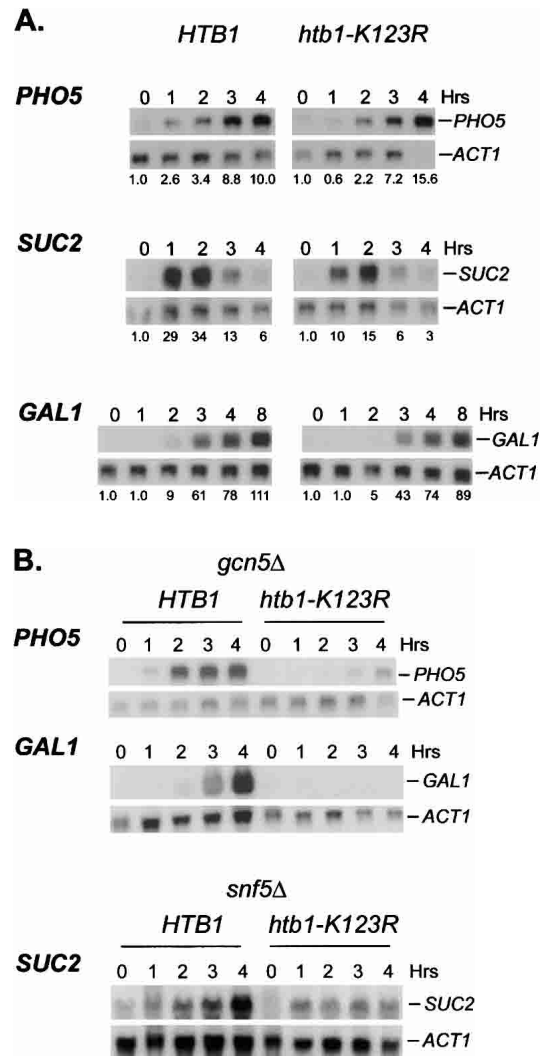 A.
HTB1 htb1-K123R
PHO5 0 1 2 3 4 0 1 2 3 4 Hrs
PHO5
ACT1
1.0 2.6 3.4 8.8 10.0 1.0 0.6 2.2 7.2 15.6
SUC2 0 1 2 3 4 0 1 2 3 4 Hrs
SUC2
ACT1
1.0 29 34 13 6 1.0 10 15 6 3
GAL1 0 1 2 3 4 8 0 1 2 3 4 8 Hrs
GAL1
ACT1
1.0 1.0 9 61 78 111 1.0 1.0 5 43 74 89
B.
gcn5Δ
HTB1 htb1-K123R
PHO5 0 1 2 3 4 Hrs 0 1 2 3 4
PHO5
ACT1
GAL1 0 1 2 3 4 0 1 2 3 4 Hrs
GAL1
ACT1
snf5Δ
HTB1 htb1-K123R
SUC2 0 1 2 3 4 0 1 2 3 4 Hrs
SUC2
ACT1